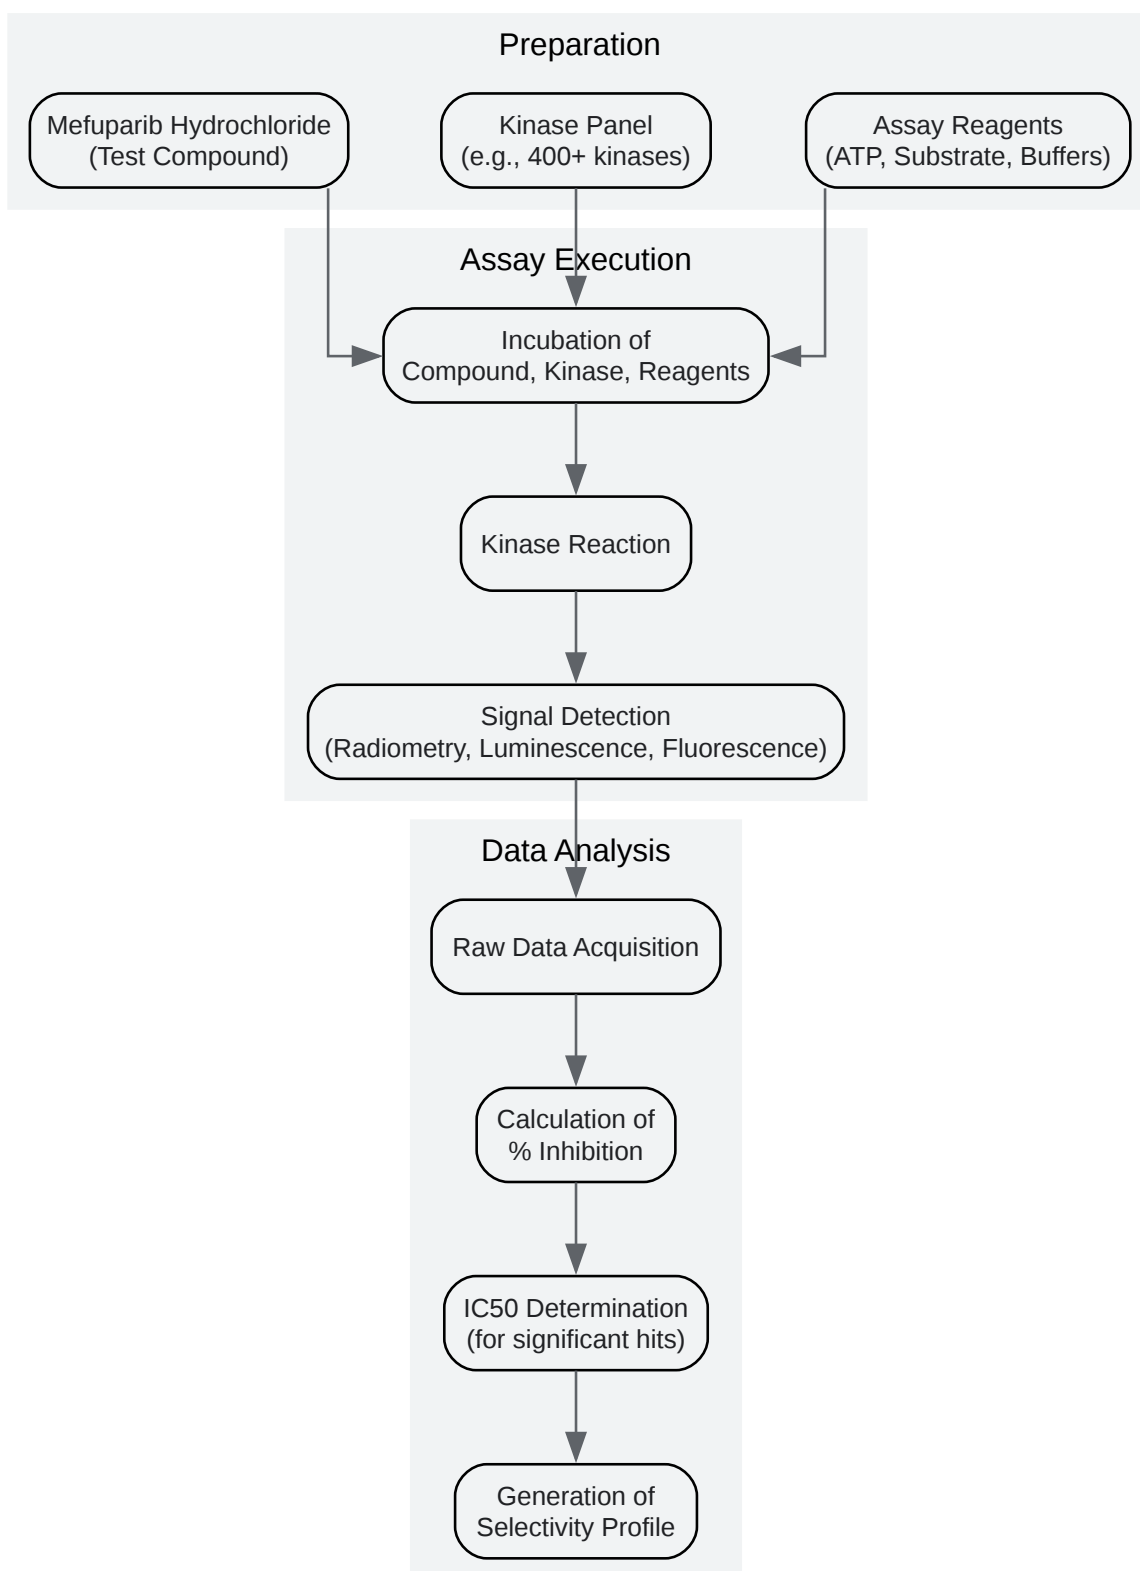 Preparation
Mefuparib Hydrochloride
(Test Compound)
Kinase Panel
(e.g., 400+ kinases)
Assay Reagents
(ATP, Substrate, Buffers)
Assay Execution
Incubation of
Compound, Kinase, Reagents
Kinase Reaction
Signal Detection
(Radiometry, Luminescence, Fluorescence)
Data Analysis
Raw Data Acquisition
Calculation of
% Inhibition
IC50 Determination
(for significant hits)
Generation of
Selectivity Profile